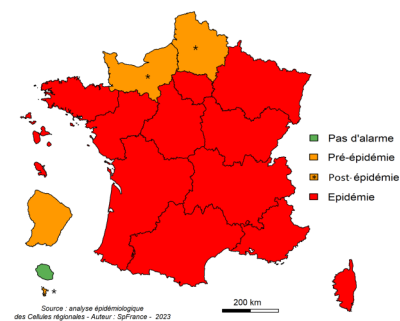 *
*
Pas d'alarme
Pré-épidémie
* Post-épidémie
Epidémie
*
Source : analyse épidémiologique
des Cellules régionales - Auteur : SpFrance - 2023
200 km